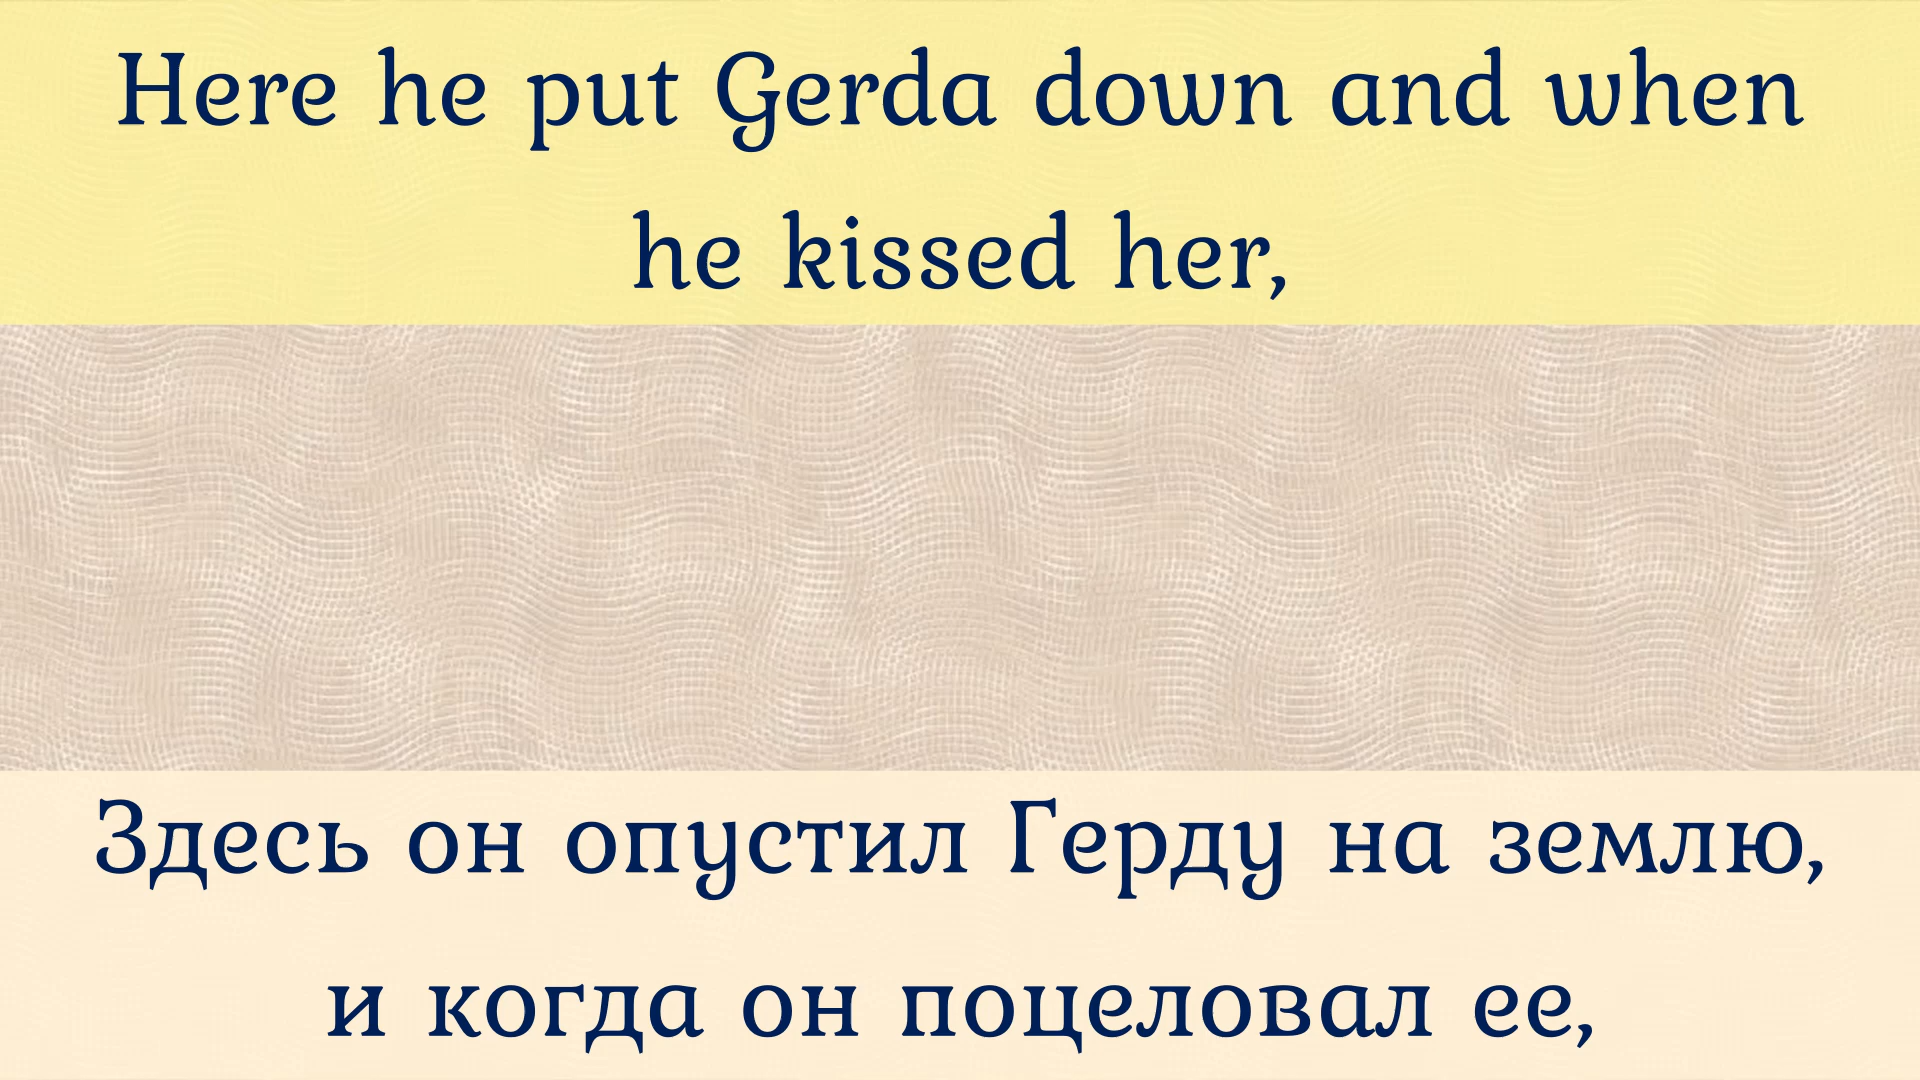 Here he put Gerda down and when
he kissed her,
Здесь он опустил Герду на землю,
и когда он поцеловал ее,